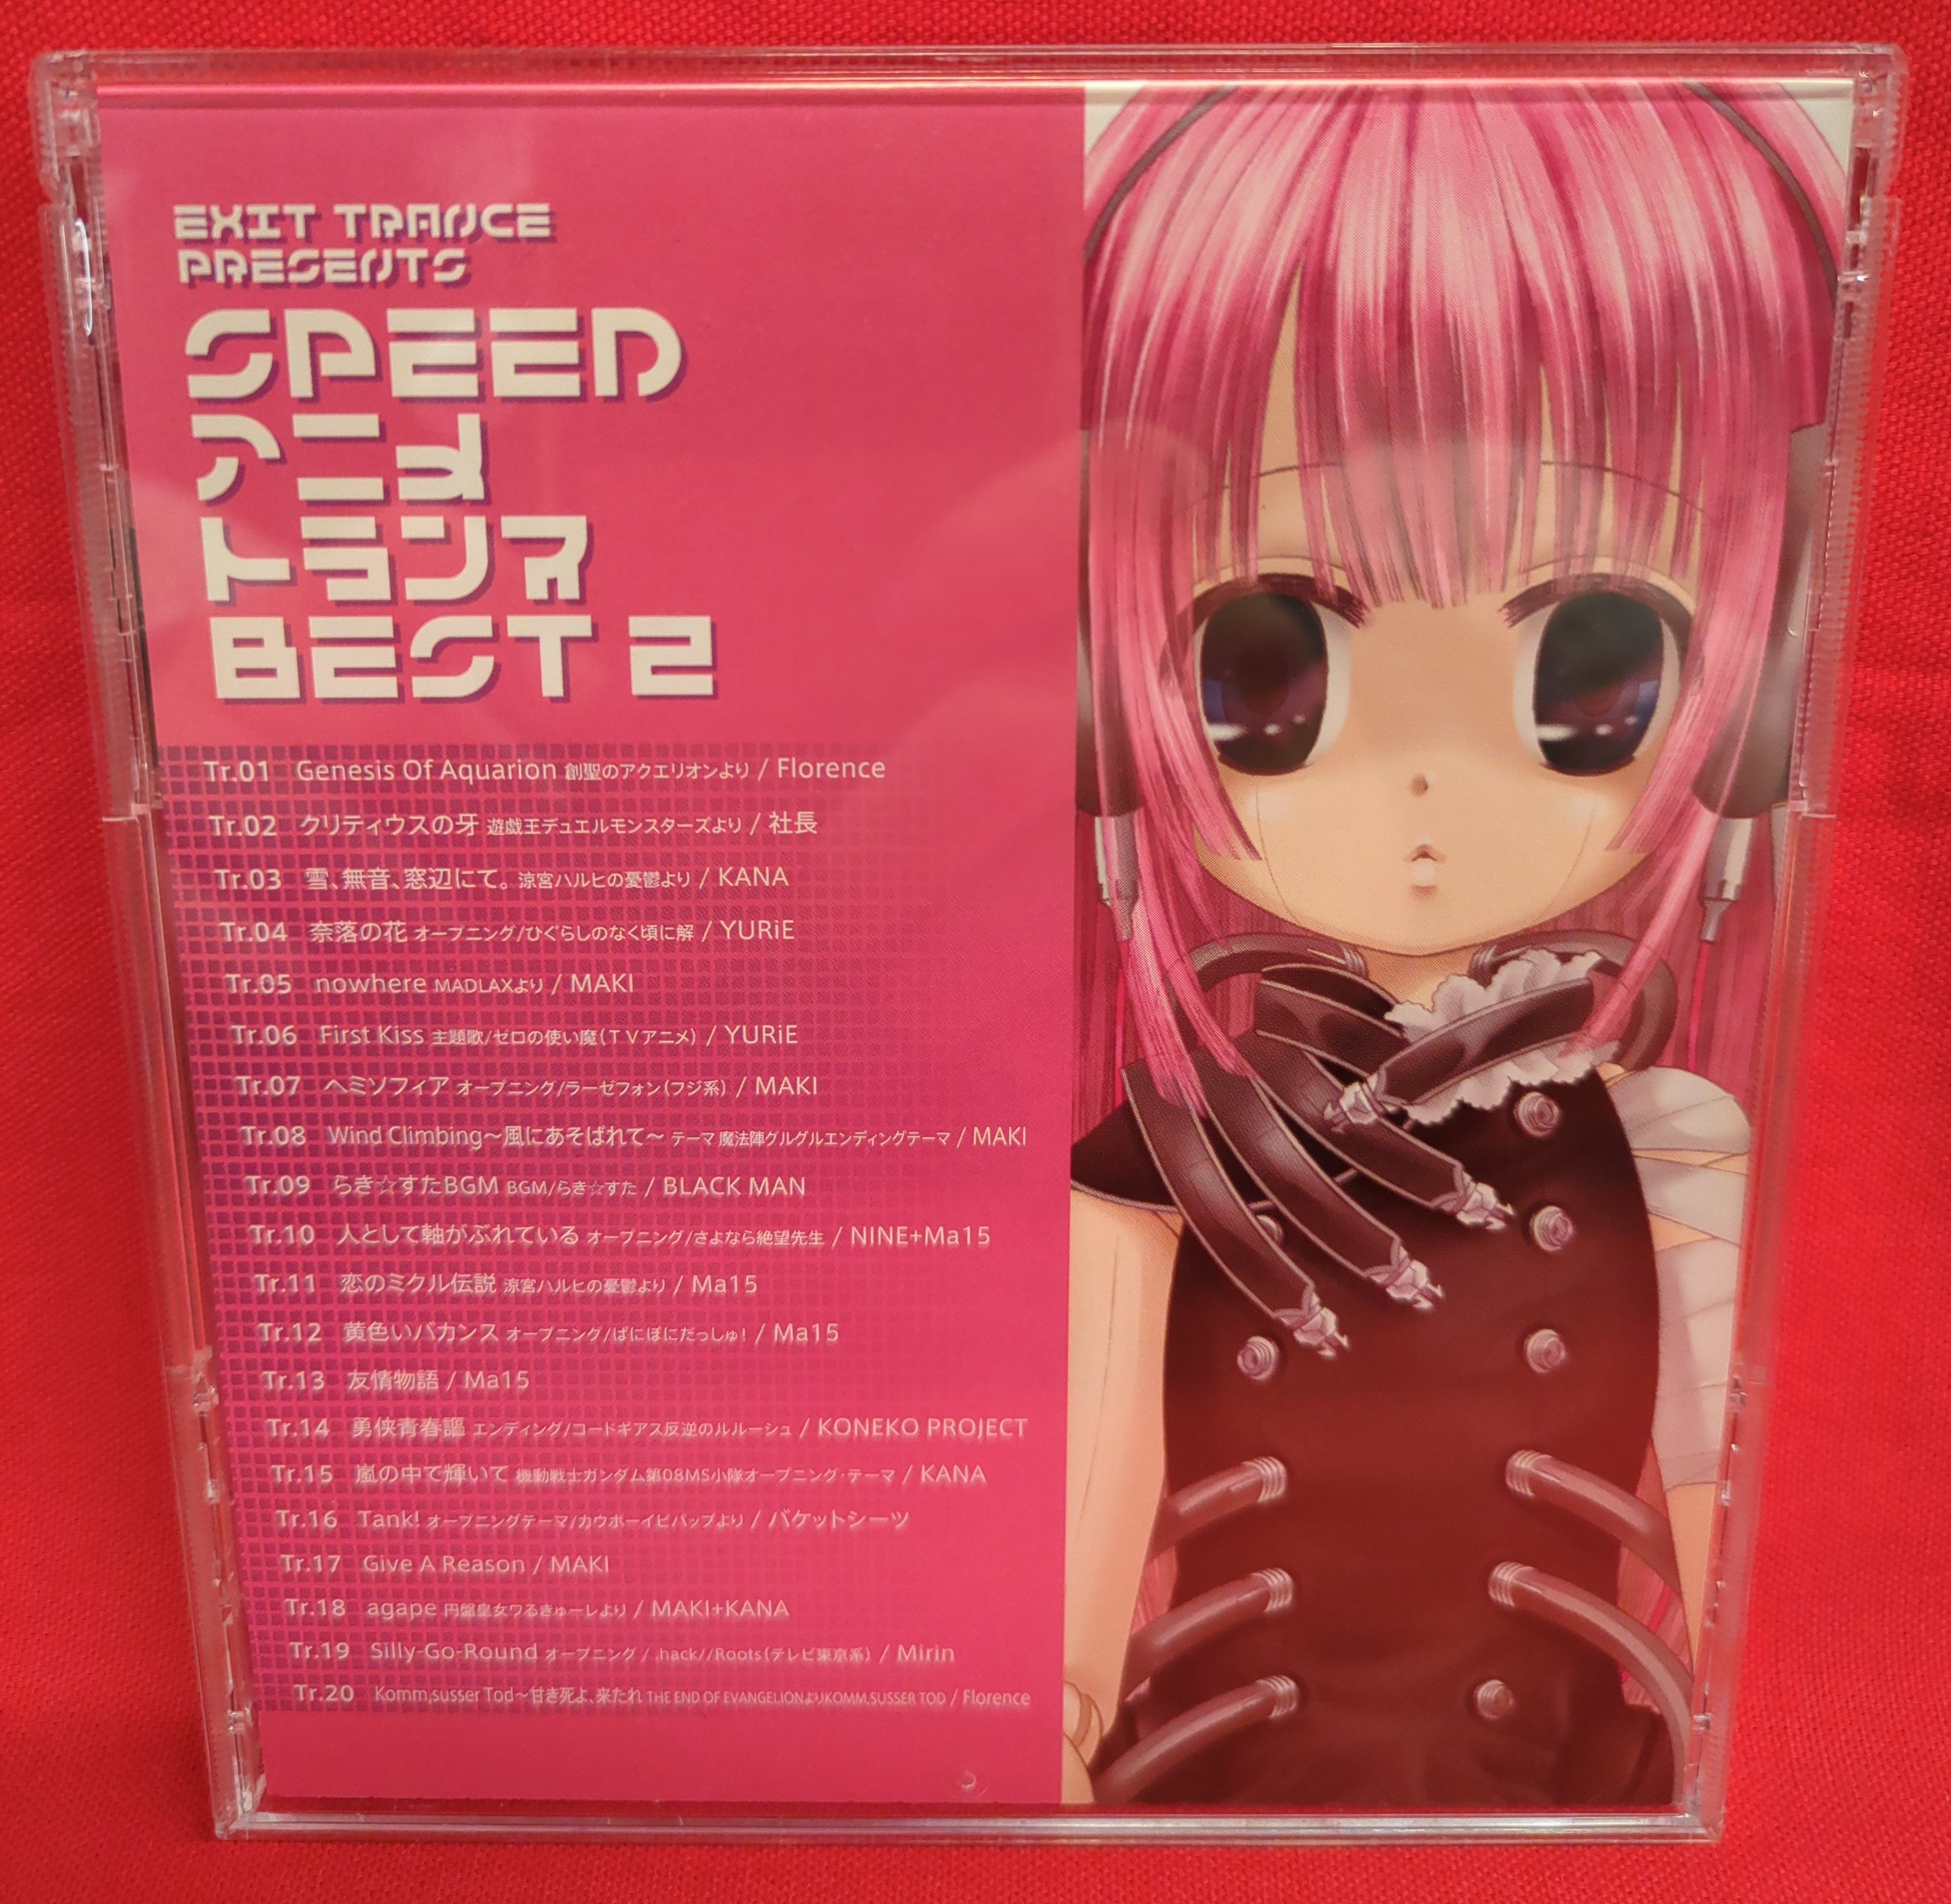 EXIT TRANCE
PRESENTS
SPEED
アニメ
トランス
BEST 2
Tr.01 Genesis Of Aquarion 創聖のアクエリオンより / Florence
Tr.02 クリティウスの牙 遊戯王デュエルモンスターズより / 社長
Tr.03 雪、無音、窓辺にて。 涼宮ハルヒの憂鬱より / KANA
Tr.04 奈落の花 オープニング/ひぐらしのなく頃に解 / YURiE
Tr.05 nowhere MADLAXより / MAKI
Tr.06 First Kiss 主題歌/ゼロの使い魔(TVアニメ) / YURiE
Tr.07 ヘミソフィア オープニング/ラーゼフォン(フジ系) / MAKI
Tr.08 Wind Climbing～風にあそばれて～ テーマ 魔法陣グルグルエンディングテーマ / MAKI
Tr.09 らき☆すたBGM BGM/らき☆すた / BLACK MAN
Tr.10 人として軸がぶれている オープニング/さよなら絶望先生 / NINE+Ma15
Tr.11 恋のミクル伝説 涼宮ハルヒの憂鬱より / Ma15
Tr.12 黄色いバカンス オープニング/ぱにぽにだっしゅ! / Ma15
Tr.13 友情物語 / Ma15
Tr.14 勇侠青春謳 エンディング/コードギアス反逆のルルーシュ / KONEKO PROJECT
Tr.15 嵐の中で輝いて 機動戦士ガンダム第08MS小隊オープニング・テーマ / KANA
Tr.16 Tank! オープニングテーマ/カウボーイビバップより / バケットシーツ
Tr.17 Give A Reason / MAKI
Tr.18 agape 円盤皇女ワるきゅーレより / MAKI+KANA
Tr.19 Silly-Go-Round オープニング / .hack//Roots(テレビ東京系) / Mirin
Tr.20 Komm,susser Tod～甘き死よ、来たれ THE END OF EVANGELIONよりKOMM,SUSSER TOD / Florence